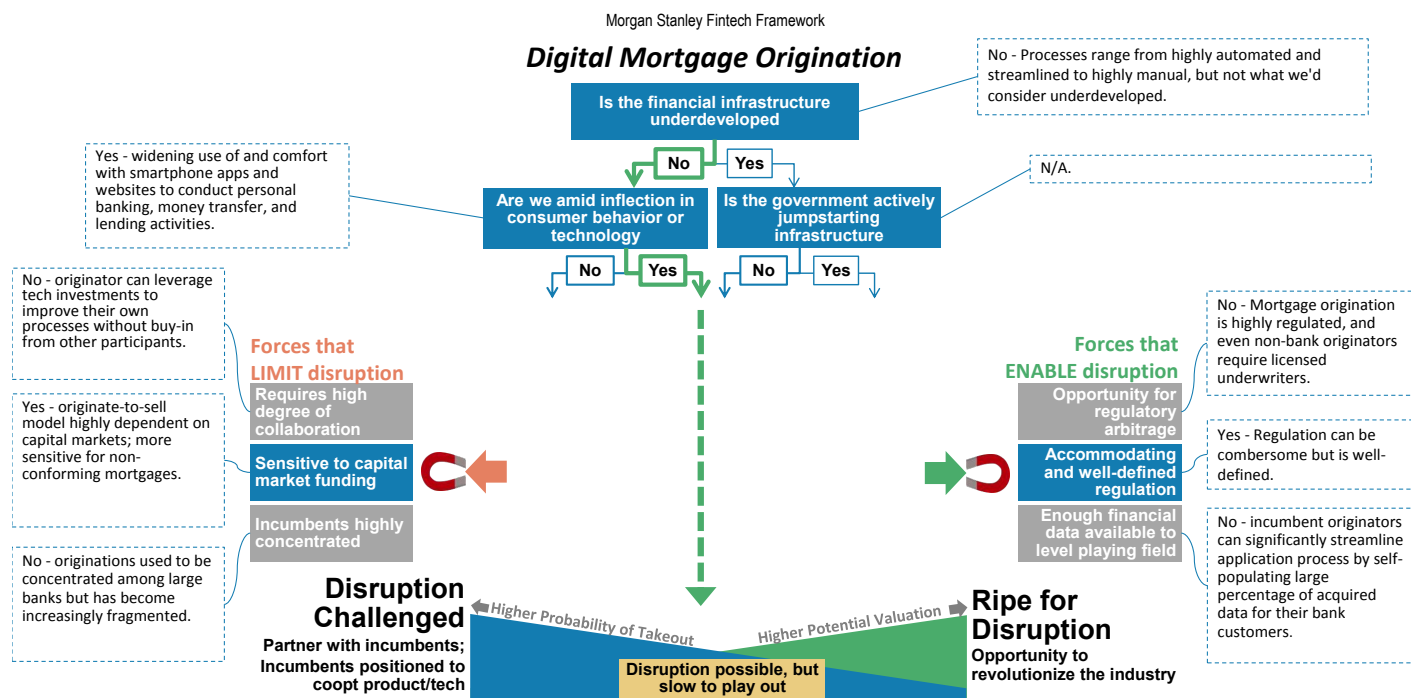 Morgan Stanley Fintech Framework
Digital Mortgage Origination
No - Processes range from highly automated and
streamlined to highly manual, but not what we'd
consider underdeveloped.
Is the financial infrastructure
underdeveloped
No
Yes
Yes - widening use of and comfort
with smartphone apps and
websites to conduct personal
banking, money transfer, and
lending activities.
N/A.
Are we amid inflection in
consumer behavior or
technology
Is the government actively
jumpstarting
infrastructure
No
Yes
No
Yes
No - originator can leverage
tech investments to
improve their own
processes without buy-in
from other participants.
Forces that
LIMIT disruption
Requires high
degree of
collaboration
Yes - originate-to-sell
model highly dependent on
capital markets; more
sensitive for non-
conforming mortgages.
Sensitive to capital
market funding
Incumbents highly
concentrated
No - originations used to be
concentrated among large
banks but has become
increasingly fragmented.
Forces that
ENABLE disruption
No - Mortgage origination
is highly regulated, and
even non-bank originators
require licensed
underwriters.
Opportunity for
regulatory
arbitrage
Accommodating
and well-defined
regulation
Yes - Regulation can be
combersome but is well-
defined.
Enough financial
data available to
level playing field
No - incumbent originators
can significantly streamline
application process by self-
populating large
percentage of acquired
data for their bank
customers.
Disruption
Challenged
Partner with incumbents;
Incumbents positioned to
coopt product/tech
Higher Probability of Takeout
Higher Potential Valuation
Disruption possible, but
slow to play out
Ripe for
Disruption
Opportunity to
revolutionize the industry